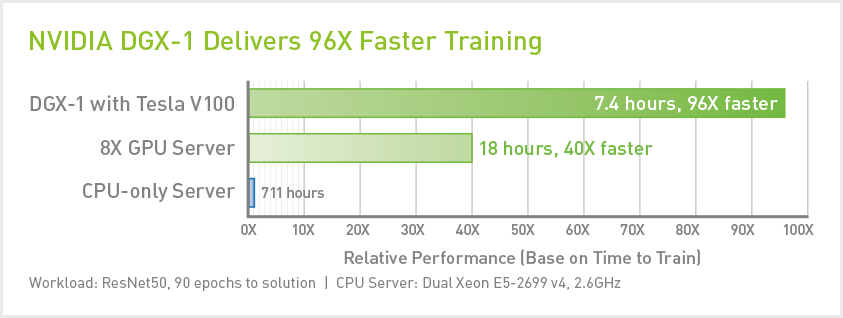 NVIDIA DGX-1 Delivers 96X Faster Training
DGX-1 with Tesla V100 7.4 hours, 96X faster
8X GPU Server 18 hours, 40X faster
CPU-only Server 711 hours
0X 10X 20X 30X 40X 50X 60X 70X 80X 90X 100X
Relative Performance (Base on Time to Train)
Workload: ResNet50, 90 epochs to solution | CPU Server: Dual Xeon E5-2699 v4, 2.6GHz